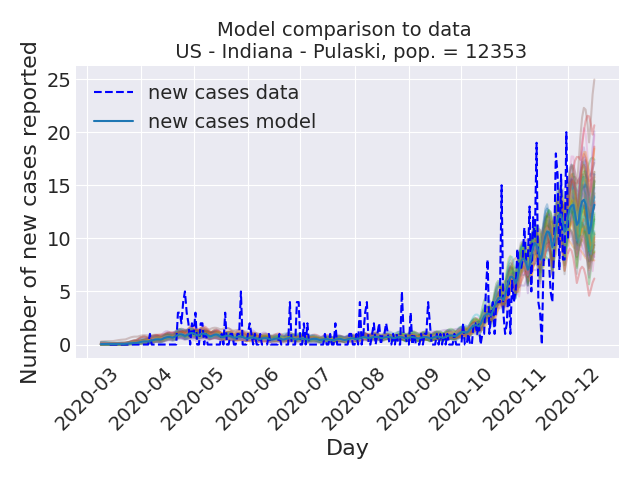 Model comparison to data
US - Indiana - Pulaski, pop. = 12353
Number of new cases reported
25
20
15
10
5
0
new cases data
new cases model
2020-03
2020-04
2020-05
2020-06
2020-07
2020-08
2020-09
2020-10
2020-11
2020-12
Day